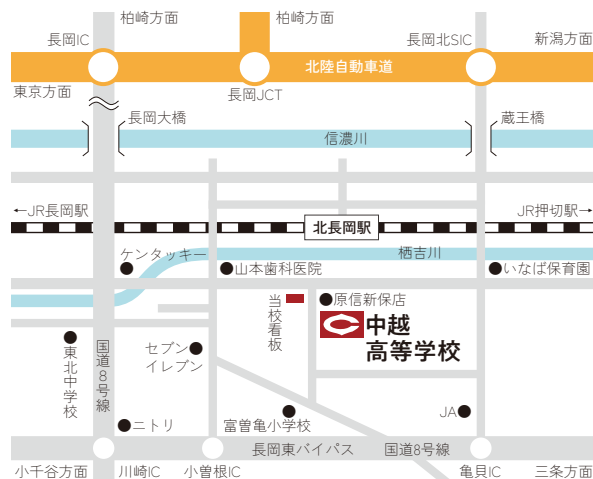 柏崎方面
柏崎方面
長岡IC
長岡北SIC
新潟方面
北陸自動車道
東京方面
長岡JCT
長岡大橋
蔵王橋
信濃川
←JR長岡駅
JR押切駅→
北長岡駅
ケンタッキー
栖吉川
山本歯科医院
いなば保育園
当校看板
原信新保店
中越
高等学校
東北中学校
国道8号線
セブン
イレブン
ニトリ
富曽亀小学校
JA
長岡東バイパス
国道8号線
小千谷方面
川崎IC
小曽根IC
亀貝IC
三条方面